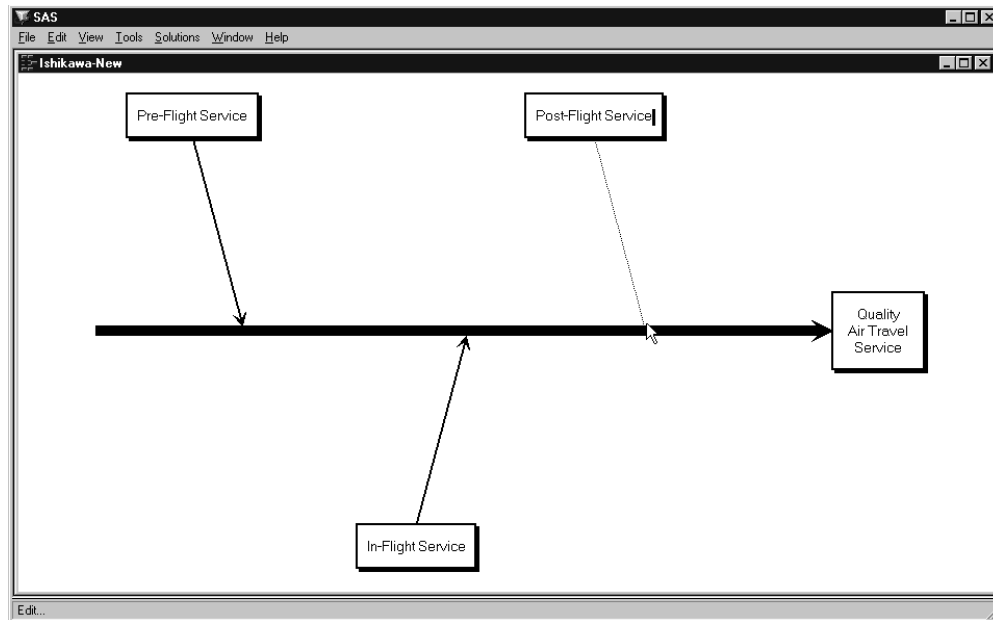 SAS
File Edit View Tools Solutions Window Help
Ishikawa-New
Pre-Flight Service
Post-Flight Service
Quality
Air Travel
Service
In-Flight Service
Edit...